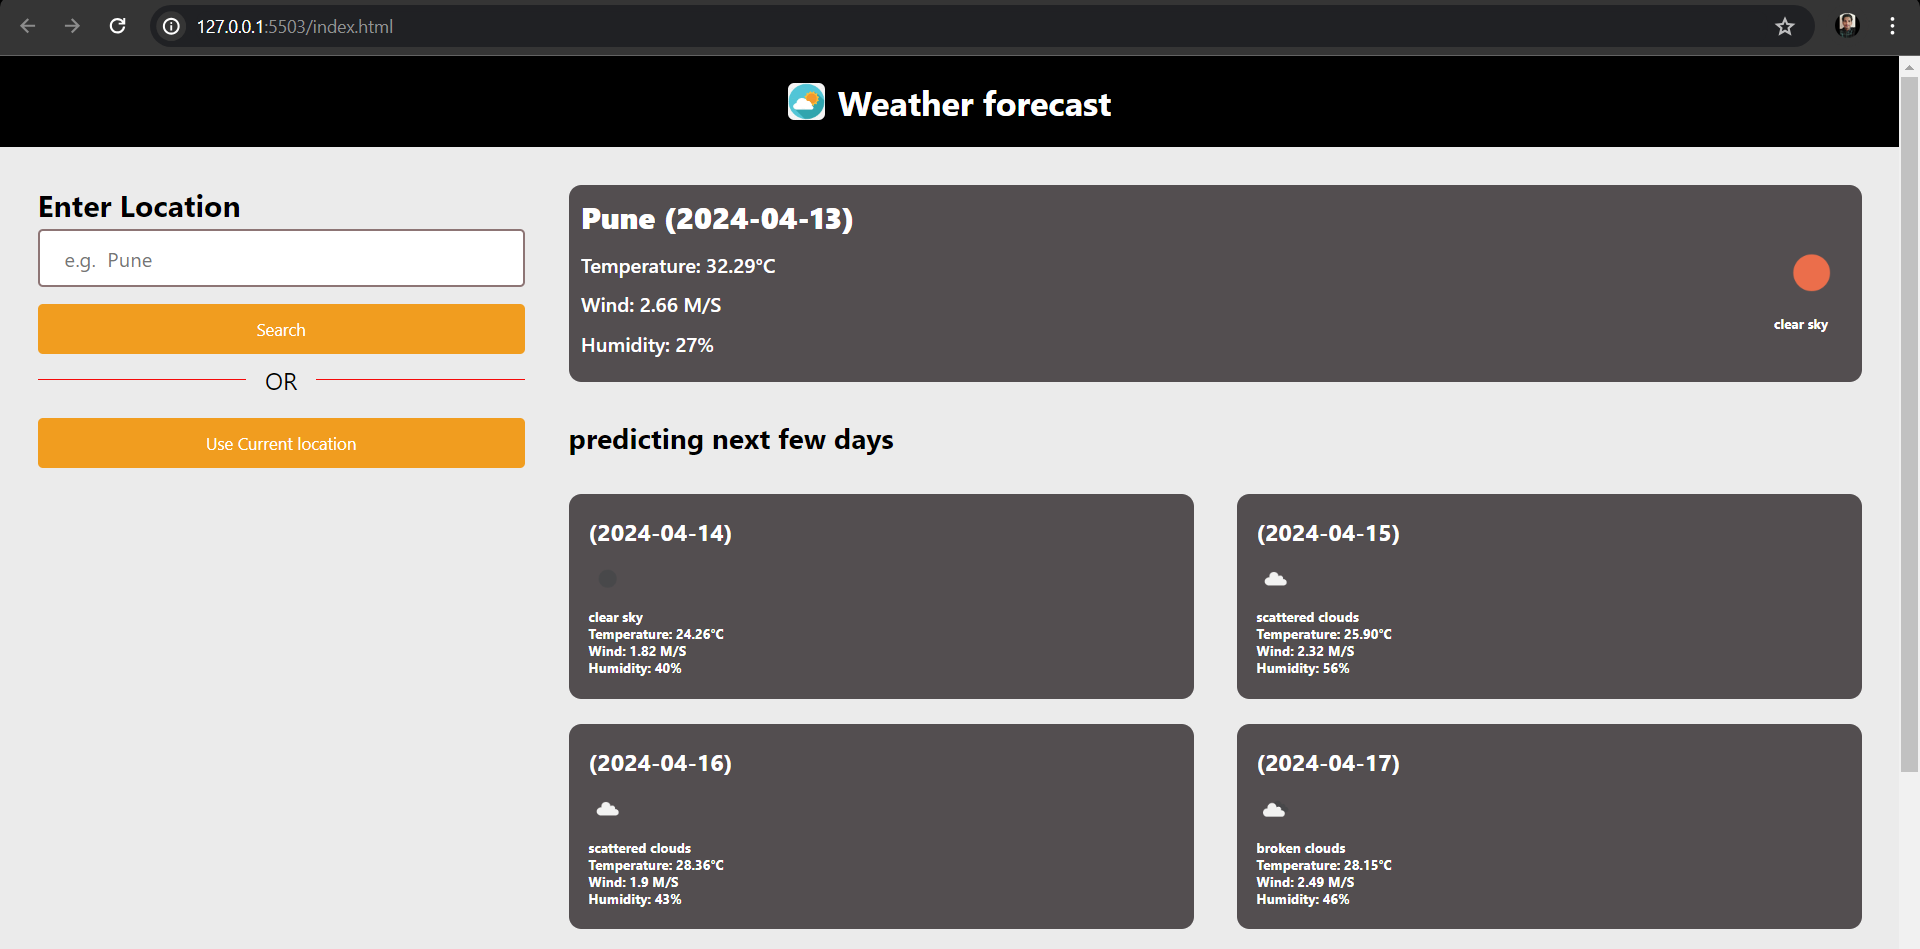 127.0.0.1:5503/index.html
Weather forecast
Enter Location
e.g. Pune
Search
OR
Use Current location
Pune (2024-04-13)
Temperature: 32.29°C
Wind: 2.66 M/S
Humidity: 27%
clear sky
predicting next few days
(2024-04-14)
clear sky
Temperature: 24.26°C
Wind: 1.82 M/S
Humidity: 40%
(2024-04-15)
scattered clouds
Temperature: 25.90°C
Wind: 2.32 M/S
Humidity: 56%
(2024-04-16)
scattered clouds
Temperature: 28.36°C
Wind: 1.9 M/S
Humidity: 43%
(2024-04-17)
broken clouds
Temperature: 28.15°C
Wind: 2.49 M/S
Humidity: 46%